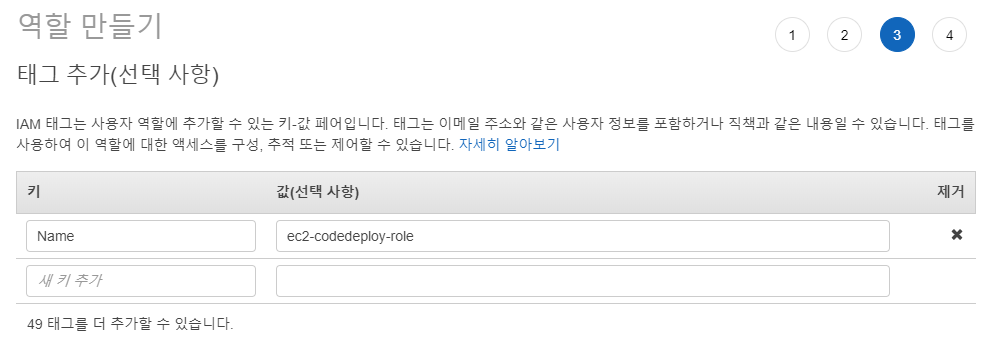 역할 만들기
1 2 3 4
태그 추가(선택 사항)
IAM 태그는 사용자 역할에 추가할 수 있는 키-값 페어입니다. 태그는 이메일 주소와 같은 사용자 정보를 포함하거나 직책과 같은 내용일 수 있습니다. 태그를
사용하여 이 역할에 대한 액세스를 구성, 추적 또는 제어할 수 있습니다. 자세히 알아보기
키 값(선택 사항) 제거
Name ec2-codedeploy-role ✖
새 키 추가
49 태그를 더 추가할 수 있습니다.